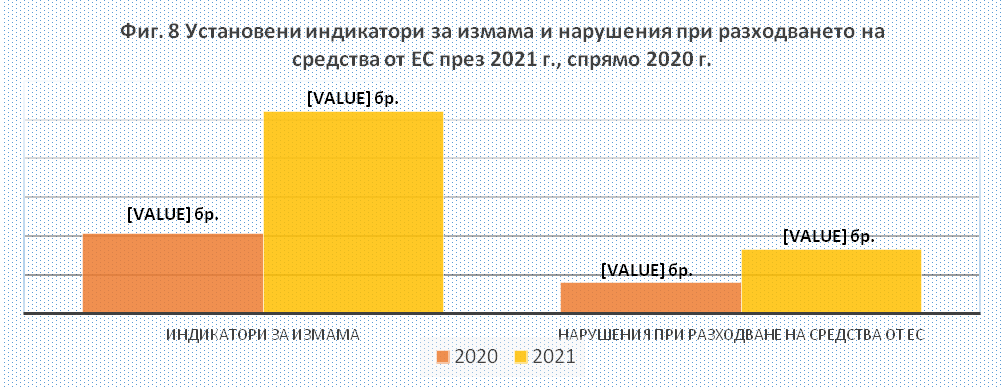 Фиг. 8 Установени индикатори за измама и нарушения при разходването на
средства от ЕС през 2021 г., спрямо 2020 г.
[VALUE] бр.
[VALUE] бр.
[VALUE] бр.
[VALUE] бр.
ИНДИКАТОРИ ЗА ИЗМАМА
НАРУШЕНИЯ ПРИ РАЗХОДВАНЕ НА СРЕДСТВА ОТ ЕС
2020 2021